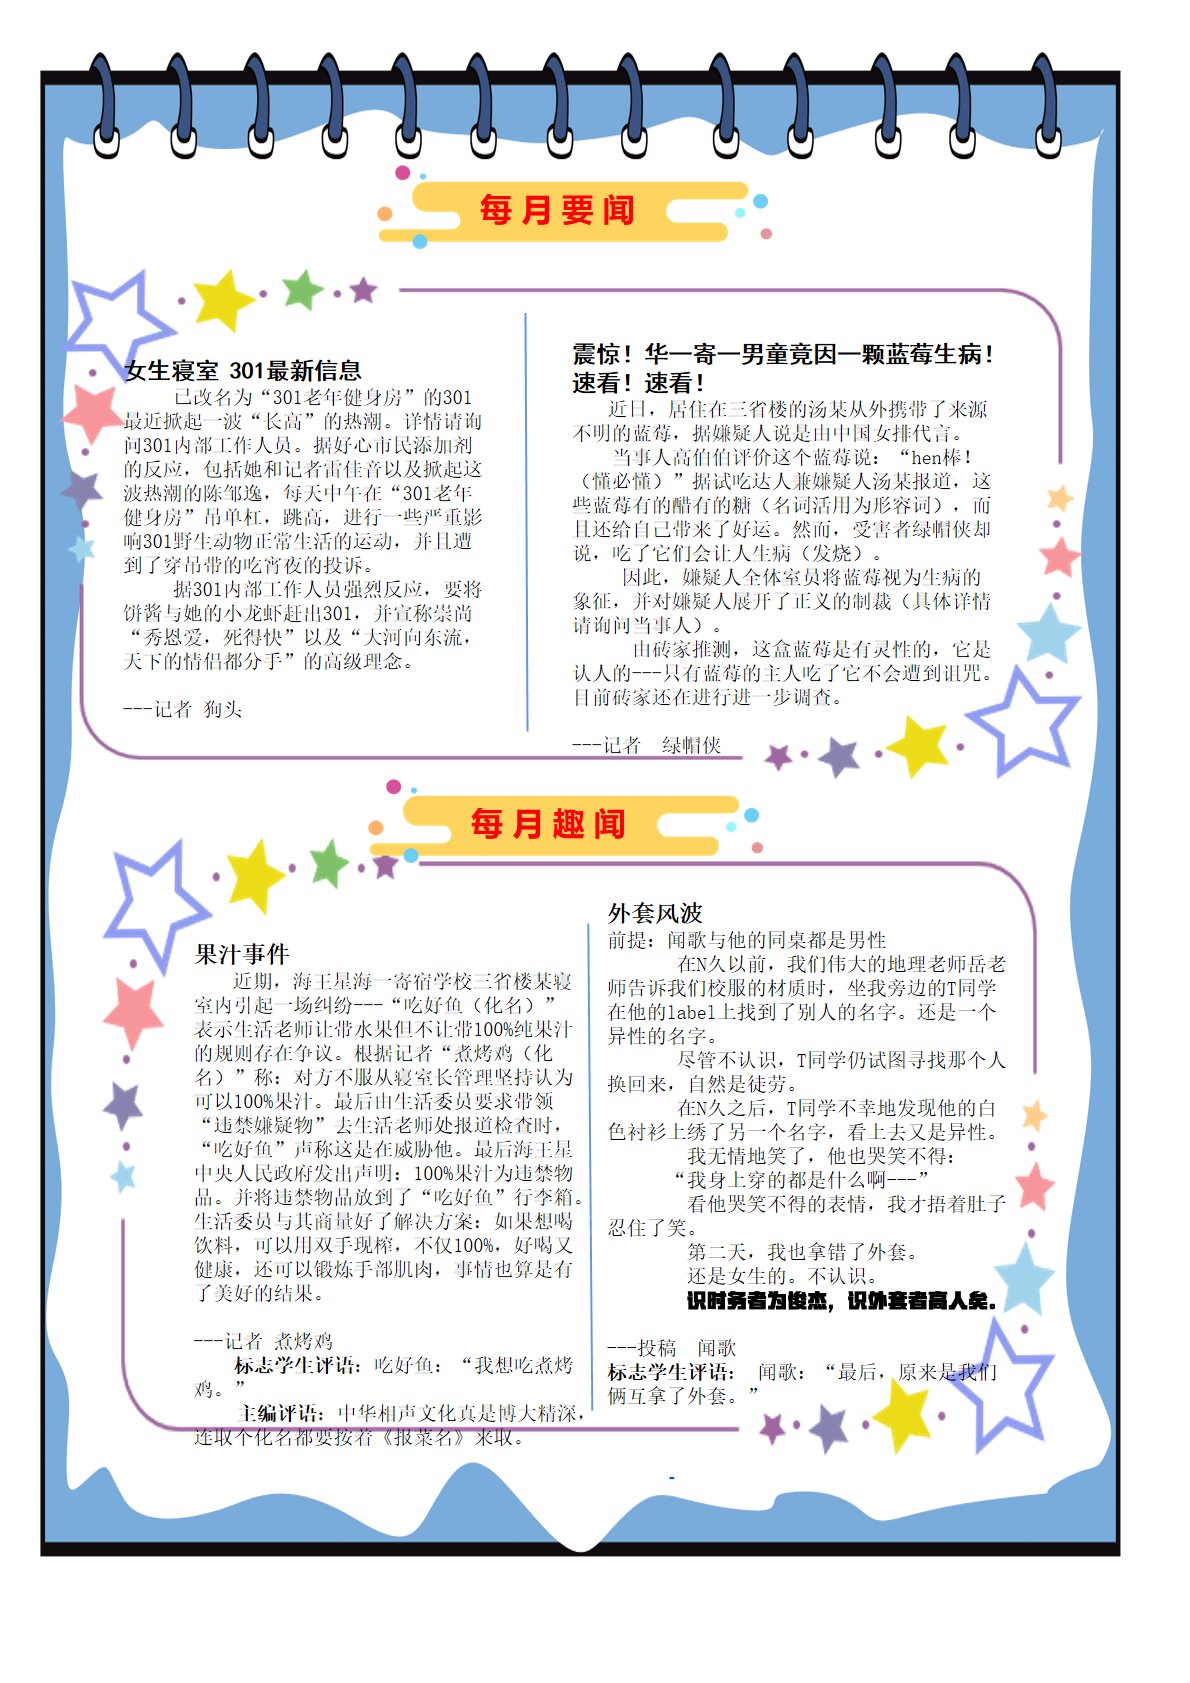 每月要闻
女生寝室 301最新信息
已改名为“301老年健身房”的301
最近掀起一波“长高”的热潮。详情请询
问301内部工作人员。据好心市民添加剂
的反应，包括她和记者雷佳音以及掀起这
波热潮的陈邹逸，每天中午在“301老年
健身房”吊单杠，跳高，进行一些严重影
响301野生动物正常生活的运动，并且遭
到了穿吊带的吃宵夜的投诉。
据301内部工作人员强烈反应，要将
饼酱与她的小龙虾赶出301，并宣称崇尚
“秀恩爱，死得快”以及“大河向东流，
天下的情侣都分手”的高级理念。
---记者 狗头
震惊！华一寄一男童竟因一颗蓝莓生病！
速看！速看！
近日，居住在三省楼的汤某从外携带了来源
不明的蓝莓，据嫌疑人说是由中国女排代言。
当事人高伯伯评价这个蓝莓说：“hen棒！
（懂必懂）”据试吃达人兼嫌疑人汤某报道，这
些蓝莓有的醋有的糖（名词活用为形容词），而
且还给自己带来了好运。然而，受害者绿帽侠却
说，吃了它们会让人生病（发烧）。
因此，嫌疑人全体室员将蓝莓视为生病的
象征，并对嫌疑人展开了正义的制裁（具体详情
请询问当事人）。
由砖家推测，这盒蓝莓是有灵性的，它是
认人的---只有蓝莓的主人吃了它不会遭到诅咒。
目前砖家还在进行进一步调查。
---记者 绿帽侠
每月趣闻
果汁事件
近期，海王星海一寄宿学校三省楼某寝
室内引起一场纠纷---“吃好鱼（化名）”
表示生活老师让带水果但不让带100%纯果汁
的规则存在争议。根据记者“煮烤鸡（化
名）”称：对方不服从寝室长管理坚持认为
可以100%果汁。最后由生活委员要求带领
“违禁嫌疑物”去生活老师处报道检查时，
“吃好鱼”声称这是在威胁他。最后海王星
中央人民政府发出声明：100%果汁为违禁物
品。并将违禁物品放到了“吃好鱼”行李箱。
生活委员与其商量好了解决方案：如果想喝
饮料，可以用双手现榨，不仅100%，好喝又
健康，还可以锻炼手部肌肉，事情也算是有
了美好的结果。
---记者 煮烤鸡
标志学生评语：吃好鱼：“我想吃煮烤
鸡。”
主编评语：中华相声文化真是博大精深，
连取个化名都要按着《报菜名》来取。
外套风波
前提：闻歌与他的同桌都是男性
在N久以前，我们伟大的地理老师岳老
师告诉我们校服的材质时，坐我旁边的T同学
在他的label上找到了别人的名字。还是一个
异性的名字。
尽管不认识，T同学仍试图寻找那个人
换回来，自然是徒劳。
在N久之后，T同学不幸地发现他的白
色衬衫上绣了另一个名字，看上去又是异性。
我无情地笑了，他也哭笑不得：
“我身上穿的都是什么啊---”
看他哭笑不得的表情，我才捂着肚子
忍住了笑。
第二天，我也拿错了外套。
还是女生的。不认识。
识时务者为俊杰，识外套者高人矣。
---投稿 闻歌
标志学生评语： 闻歌：“最后，原来是我们
俩互拿了外套。”
-